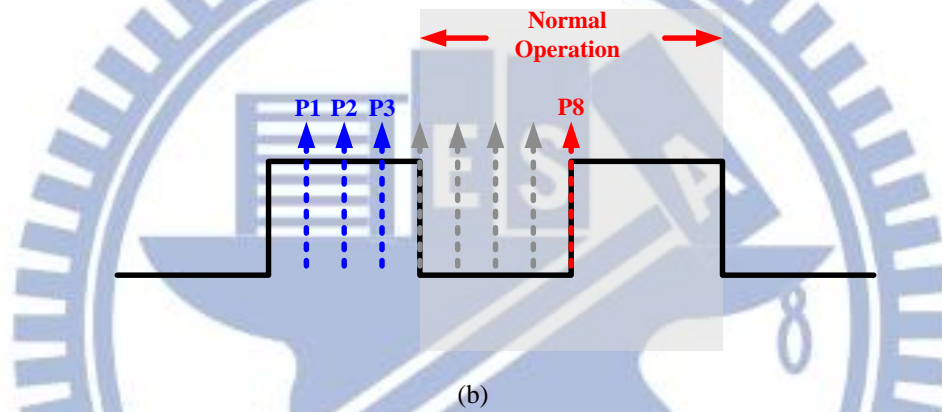 Normal
Operation
P1 P2 P3 P8
E S A
(b)